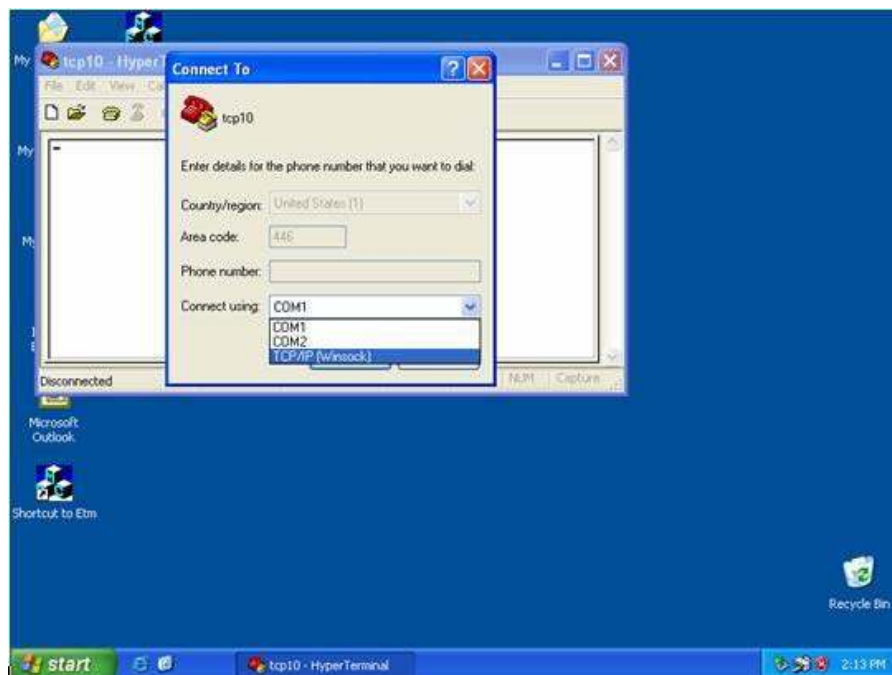 My
tcp10 - HyperT
File Edit View Ca
Connect To
tcp10
Enter details for the phone number that you want to dial:
Country/region: United States (1)
Area code: 446
Phone number:
Connect using: COM1
COM1
COM2
TCP/IP (Winsock)
My
My
Disconnected
NUM Capture
Microsoft
Outlook
Shortcut to Etm
Recycle Bin
start
tcp10 - HyperTerminal
2:13 PM